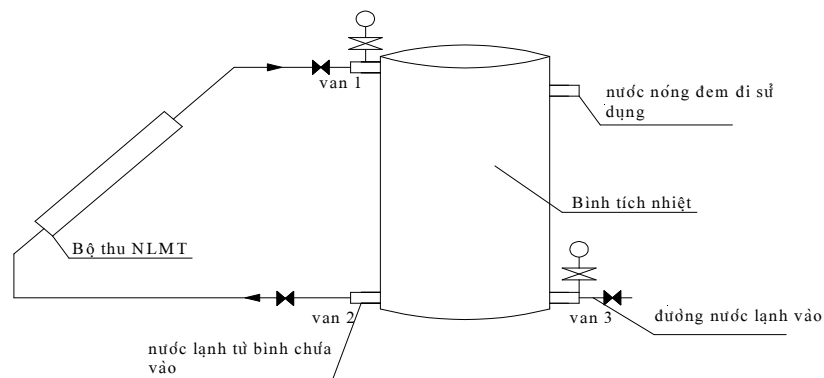 van 1
nước nóng đem đi sử
dụng
Bình tích nhiệt
Bộ thu NLMT
van 2
van 3
đường nước lạnh vào
nước lạnh từ bình chứa
vào